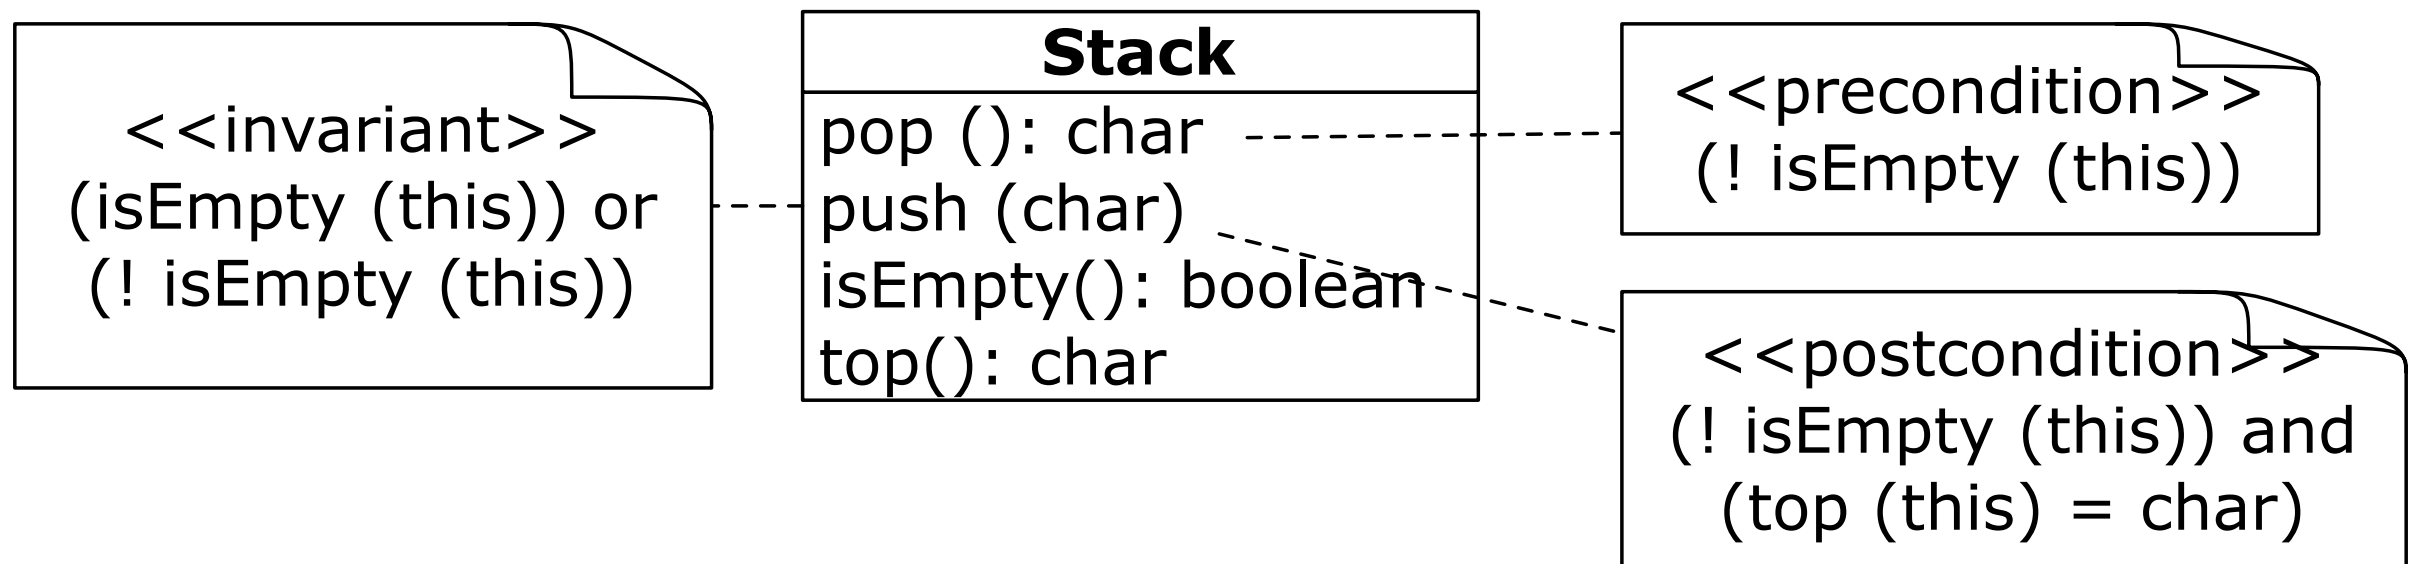 <<invariant>>
(isEmpty (this)) or
(! isEmpty (this))
Stack
pop (): char
push (char)
isEmpty(): boolean
top(): char
<<precondition>>
(! isEmpty (this))
<<postcondition>>
(! isEmpty (this)) and
(top (this) = char)